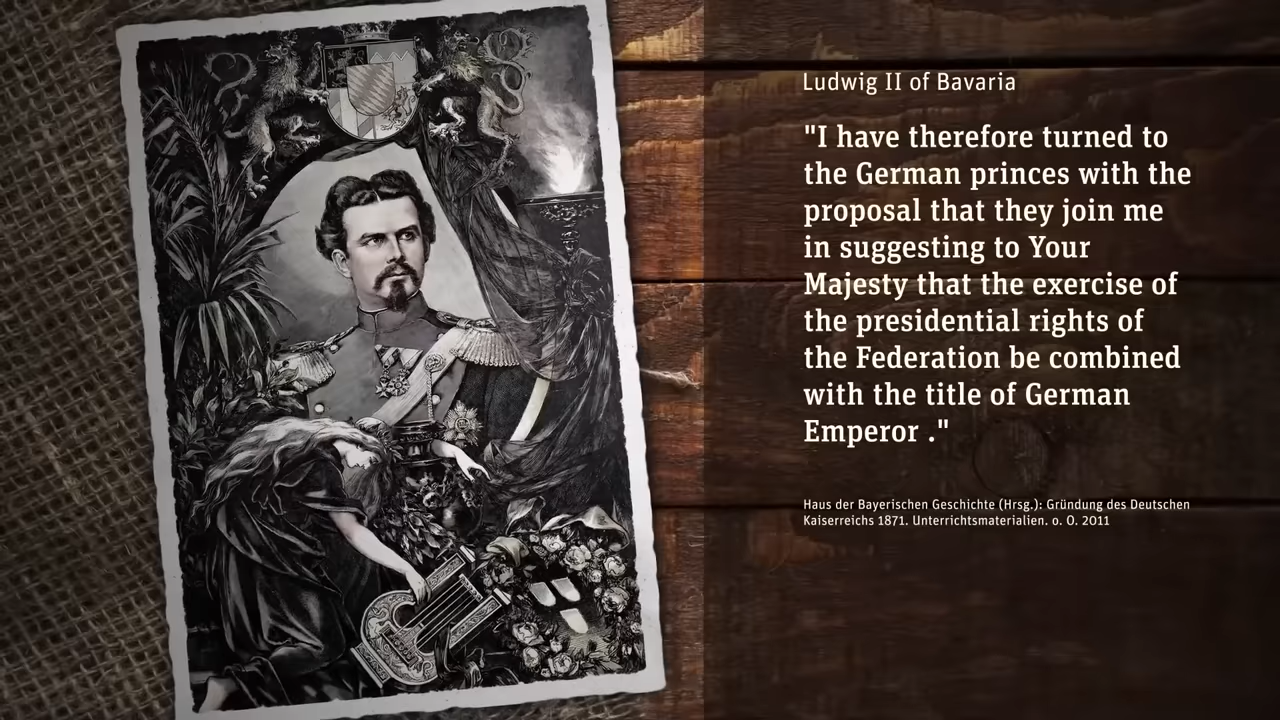 Ludwig II of Bavaria
"I have therefore turned to
the German princes with the
proposal that they join me
in suggesting to Your
Majesty that the exercise of
the presidential rights of
the Federation be combined
with the title of German
Emperor ."
Haus der Bayerischen Geschichte (Hrsg.): Gründung des Deutschen
Kaiserreichs 1871. Unterrichtsmaterialien. o. O. 2011